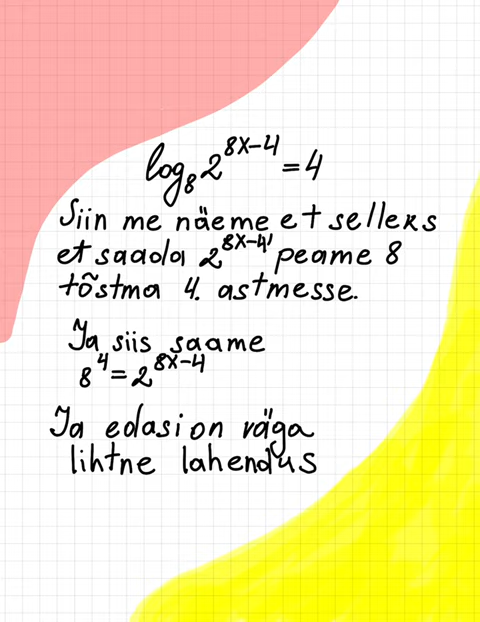 log₈2^(8x-4) = 4
Siin me näeme et selleks
et saada 2^(8x-4) peame 8
tõstma 4. astmesse.
Ja siis saame
8⁴ = 2^(8x-4)
Ja edasi on väga
lihtne lahendus